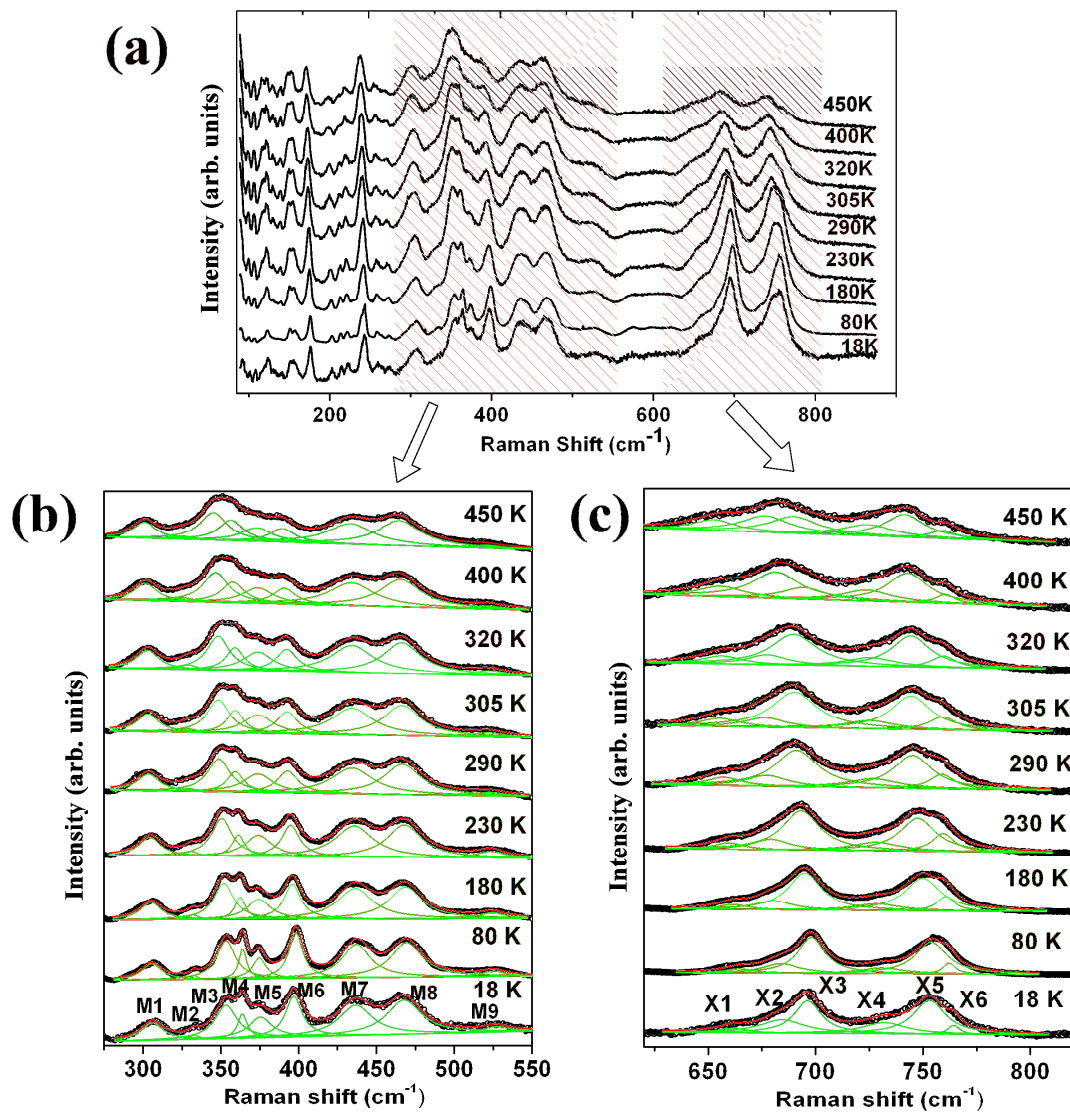 (a)
Intensity (arb. units)
450K
400K
320K
305K
290K
230K
180K
80K
18K
200 400 600 800
Raman Shift (cm-1)
(b)
Intensity (arb. units)
450 K
400 K
320 K
305 K
290 K
230 K
180 K
80 K
18 K
M1 M2 M3 M4 M5 M6 M7 M8 M9
300 350 400 450 500 550
Raman shift (cm-1)
(c)
Intensity (arb. units)
450 K
400 K
320 K
305 K
290 K
230 K
180 K
80 K
18 K
X1 X2 X3 X4 X5 X6
650 700 750 800
Raman shift (cm-1)